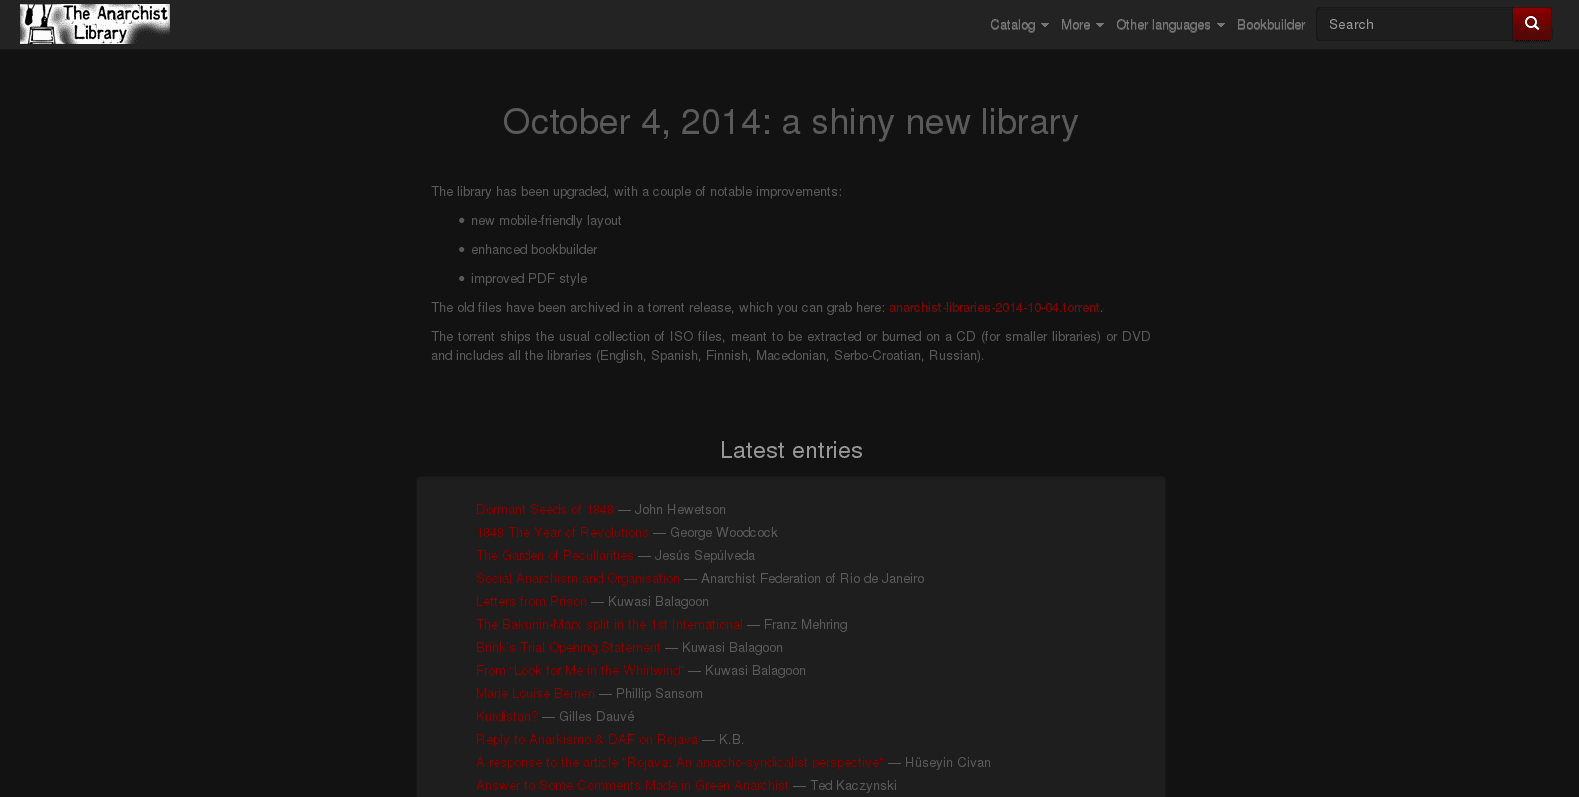 The Anarchist
Library
Catalog More Other languages Bookbuilder Search
October 4, 2014: a shiny new library
The library has been upgraded, with a couple of notable improvements:
• new mobile-friendly layout
• enhanced bookbuilder
• improved PDF style
The old files have been archived in a torrent release, which you can grab here: anarchist-libraries-2014-10-04.torrent.
The torrent ships the usual collection of ISO files, meant to be extracted or burned on a CD (for smaller libraries) or DVD
and includes all the libraries (English, Spanish, Finnish, Macedonian, Serbo-Croatian, Russian).
Latest entries
Dormant Seeds of 1848 — John Hewetson
1848 The Year of Revolutions — George Woodcock
The Garden of Peculiarities — Jesús Sepúlveda
Social Anarchism and Organisation — Anarchist Federation of Rio de Janeiro
Letters from Prison — Kuwasi Balagoon
The Bakunin-Marx split in the 1st International — Franz Mehring
Brink's Trial Opening Statement — Kuwasi Balagoon
From "Look for Me in the Whirlwind" — Kuwasi Balagoon
Marie Louise Berneri — Phillip Sansom
Kurdistan? — Gilles Dauvé
Reply to Anarkismo & DAF on Rojava — K.B.
A response to the article "Rojava: An anarcho-syndicalist perspective" — Hüseyin Civan
Answer to Some Comments Made in Green Anarchist — Ted Kaczynski